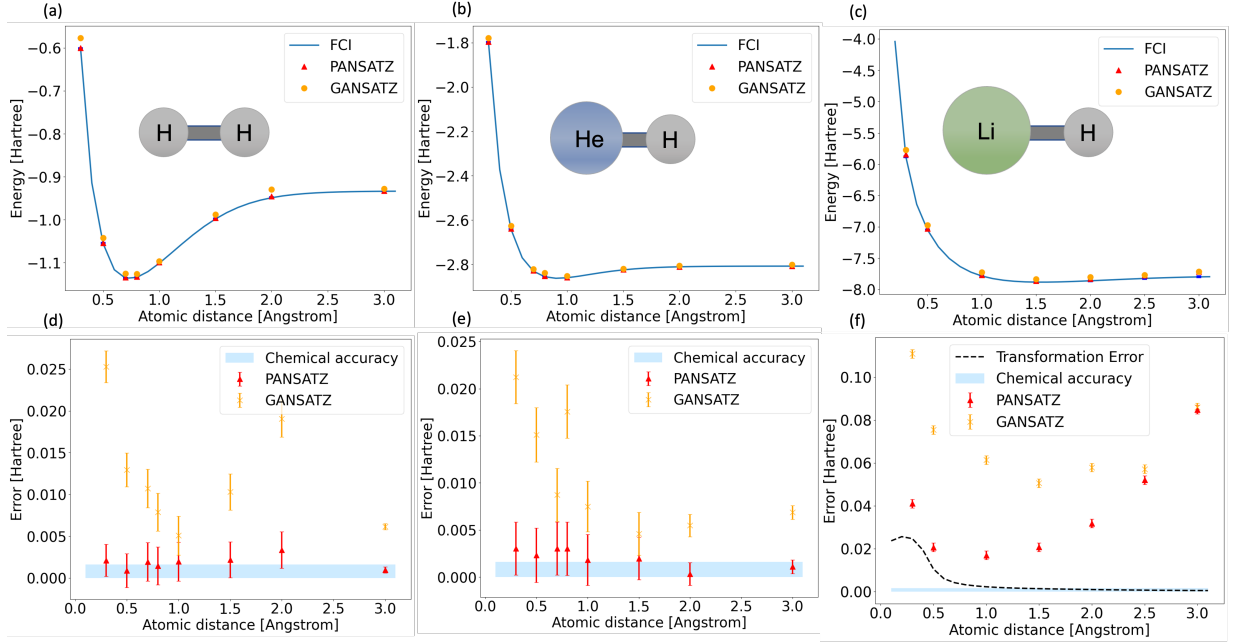 (a)
−0.6
−0.7
−0.8
−0.9
−1.0
−1.1
Energy [Hartree]
FCI
PANSATZ
GANSATZ
H H
0.5 1.0 1.5 2.0 2.5 3.0
Atomic distance [Angstrom]
(b)
−1.8
−2.0
−2.2
−2.4
−2.6
−2.8
Energy [Hartree]
FCI
PANSATZ
GANSATZ
He H
0.5 1.0 1.5 2.0 2.5 3.0
Atomic distance [Angstrom]
(c)
−4.0
−4.5
−5.0
−5.5
−6.0
−6.5
−7.0
−7.5
−8.0
Energy [Hartree]
FCI
PANSATZ
GANSATZ
Li H
0.5 1.0 1.5 2.0 2.5 3.0
Atomic distance [Angstrom]
(d)
0.025
0.020
0.015
0.010
0.005
0.000
Error [Hartree]
Chemical accuracy
PANSATZ
GANSATZ
0.0 0.5 1.0 1.5 2.0 2.5 3.0
Atomic distance [Angstrom]
(e)
0.025
0.020
0.015
0.010
0.005
0.000
Error [Hartree]
Chemical accuracy
PANSATZ
GANSATZ
0.0 0.5 1.0 1.5 2.0 2.5 3.0
Atomic distance [Angstrom]
(f)
0.10
0.08
0.06
0.04
0.02
0.00
Error [Hartree]
Transformation Error
Chemical accuracy
PANSATZ
GANSATZ
0.0 0.5 1.0 1.5 2.0 2.5 3.0
Atomic distance [Angstrom]